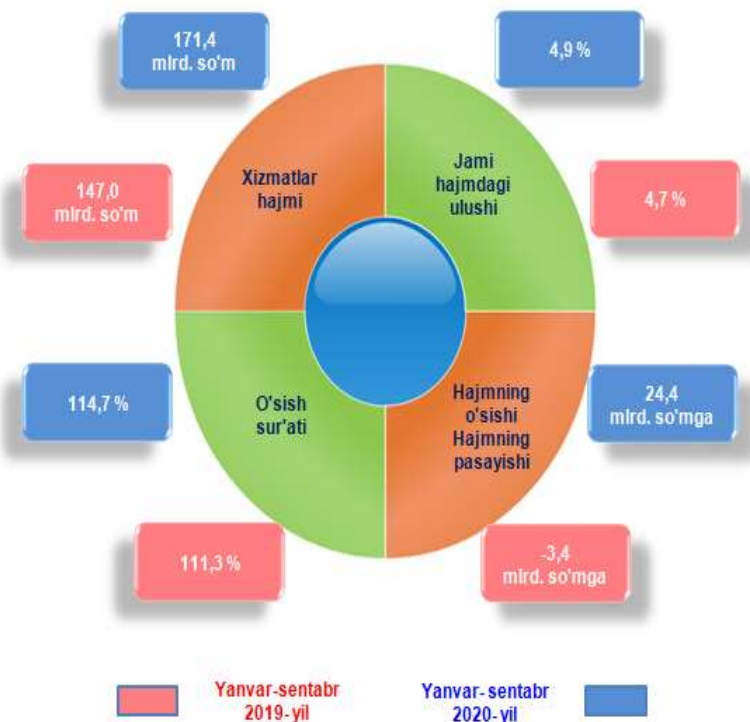 171,4
mlrd. so'm
4,9 %
Xizmatlar
hajmi
Jami
hajmdagi
ulushi
147,0
mlrd. so'm
4,7 %
114,7 %
O'sish
sur'ati
Hajmning
o'sishi
Hajmning
pasayishi
24,4
mlrd. so'mga
111,3 %
-3,4
mlrd. so'mga
Yanvar-sentabr
2019- yil
Yanvar- sentabr
2020- yil